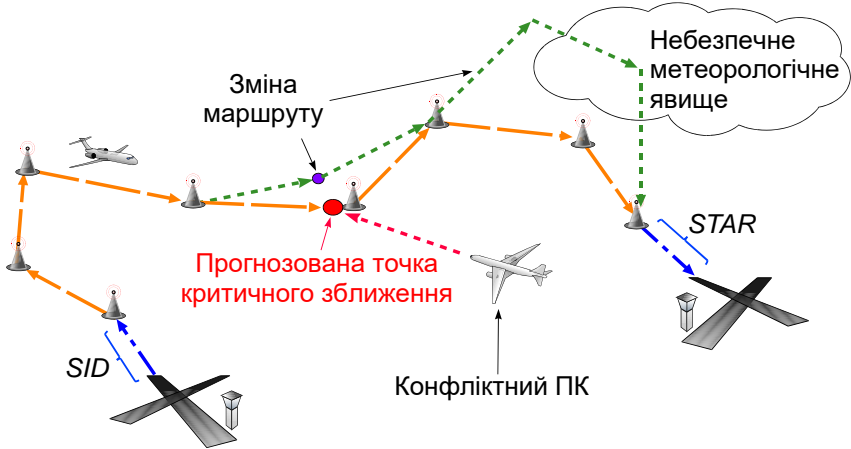 Небезпечне
метеорологічне
явище
Зміна
маршруту
STAR
Прогнозована точка
критичного зближення
SID
Конфліктний ПК